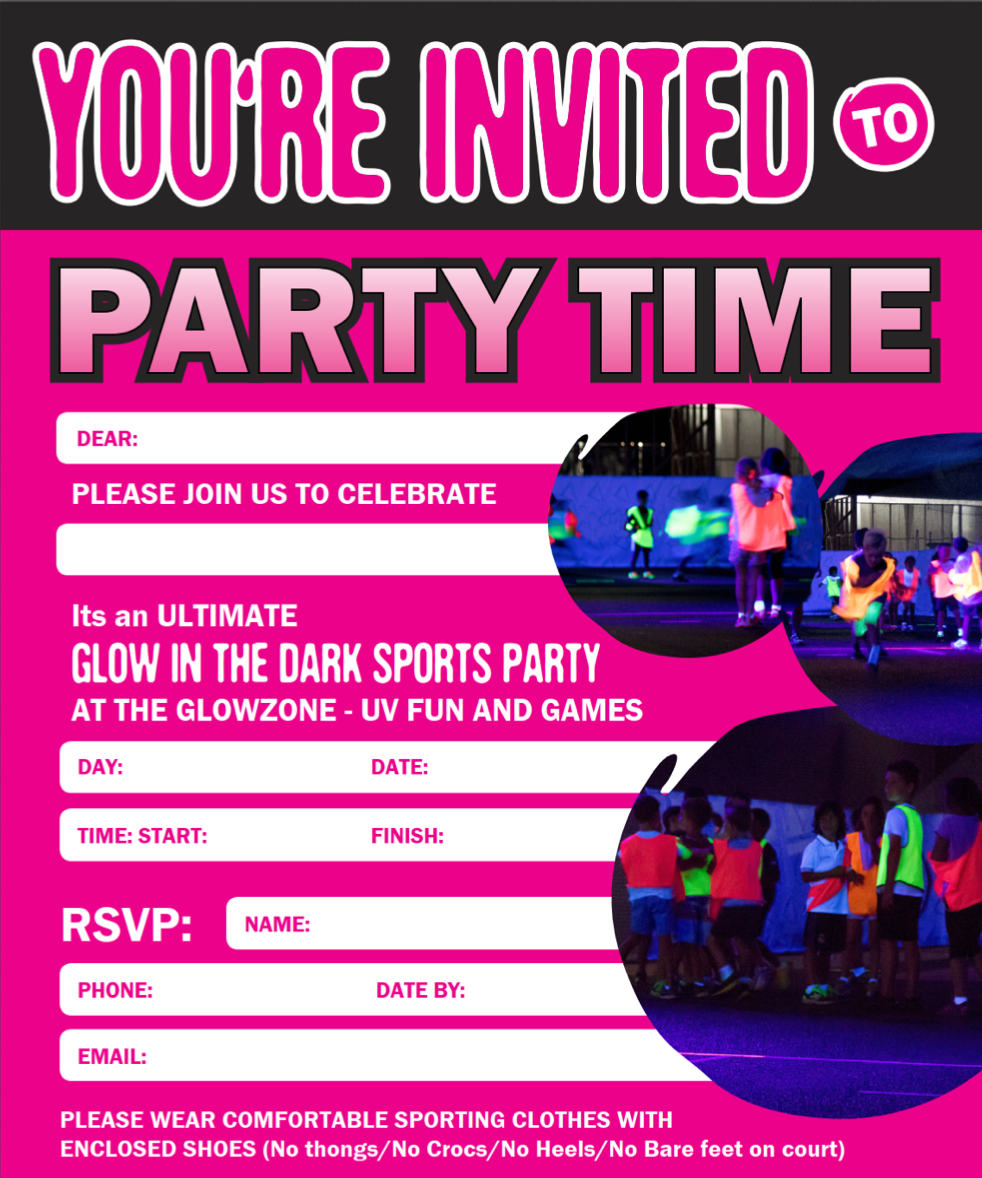 YOU'RE INVITED TO
PARTY TIME
DEAR:
PLEASE JOIN US TO CELEBRATE
Its an ULTIMATE
GLOW IN THE DARK SPORTS PARTY
AT THE GLOWZONE - UV FUN AND GAMES
DAY: DATE:
TIME: START: FINISH:
RSVP: NAME:
PHONE: DATE BY:
EMAIL:
PLEASE WEAR COMFORTABLE SPORTING CLOTHES WITH
ENCLOSED SHOES (No thongs/No Crocs/No Heels/No Bare feet on court)